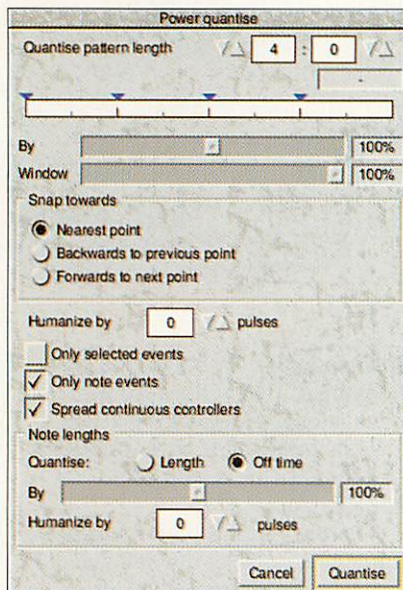 Power quantise
Quantise pattern length 4 : 0
-
By 100%
Window 100%
Snap towards
Nearest point
Backwards to previous point
Forwards to next point
Humanize by 0 pulses
Only selected events
Only note events
Spread continuous controllers
Note lengths
Quantise: Length Off time
By 100%
Humanize by 0 pulses
Cancel Quantise